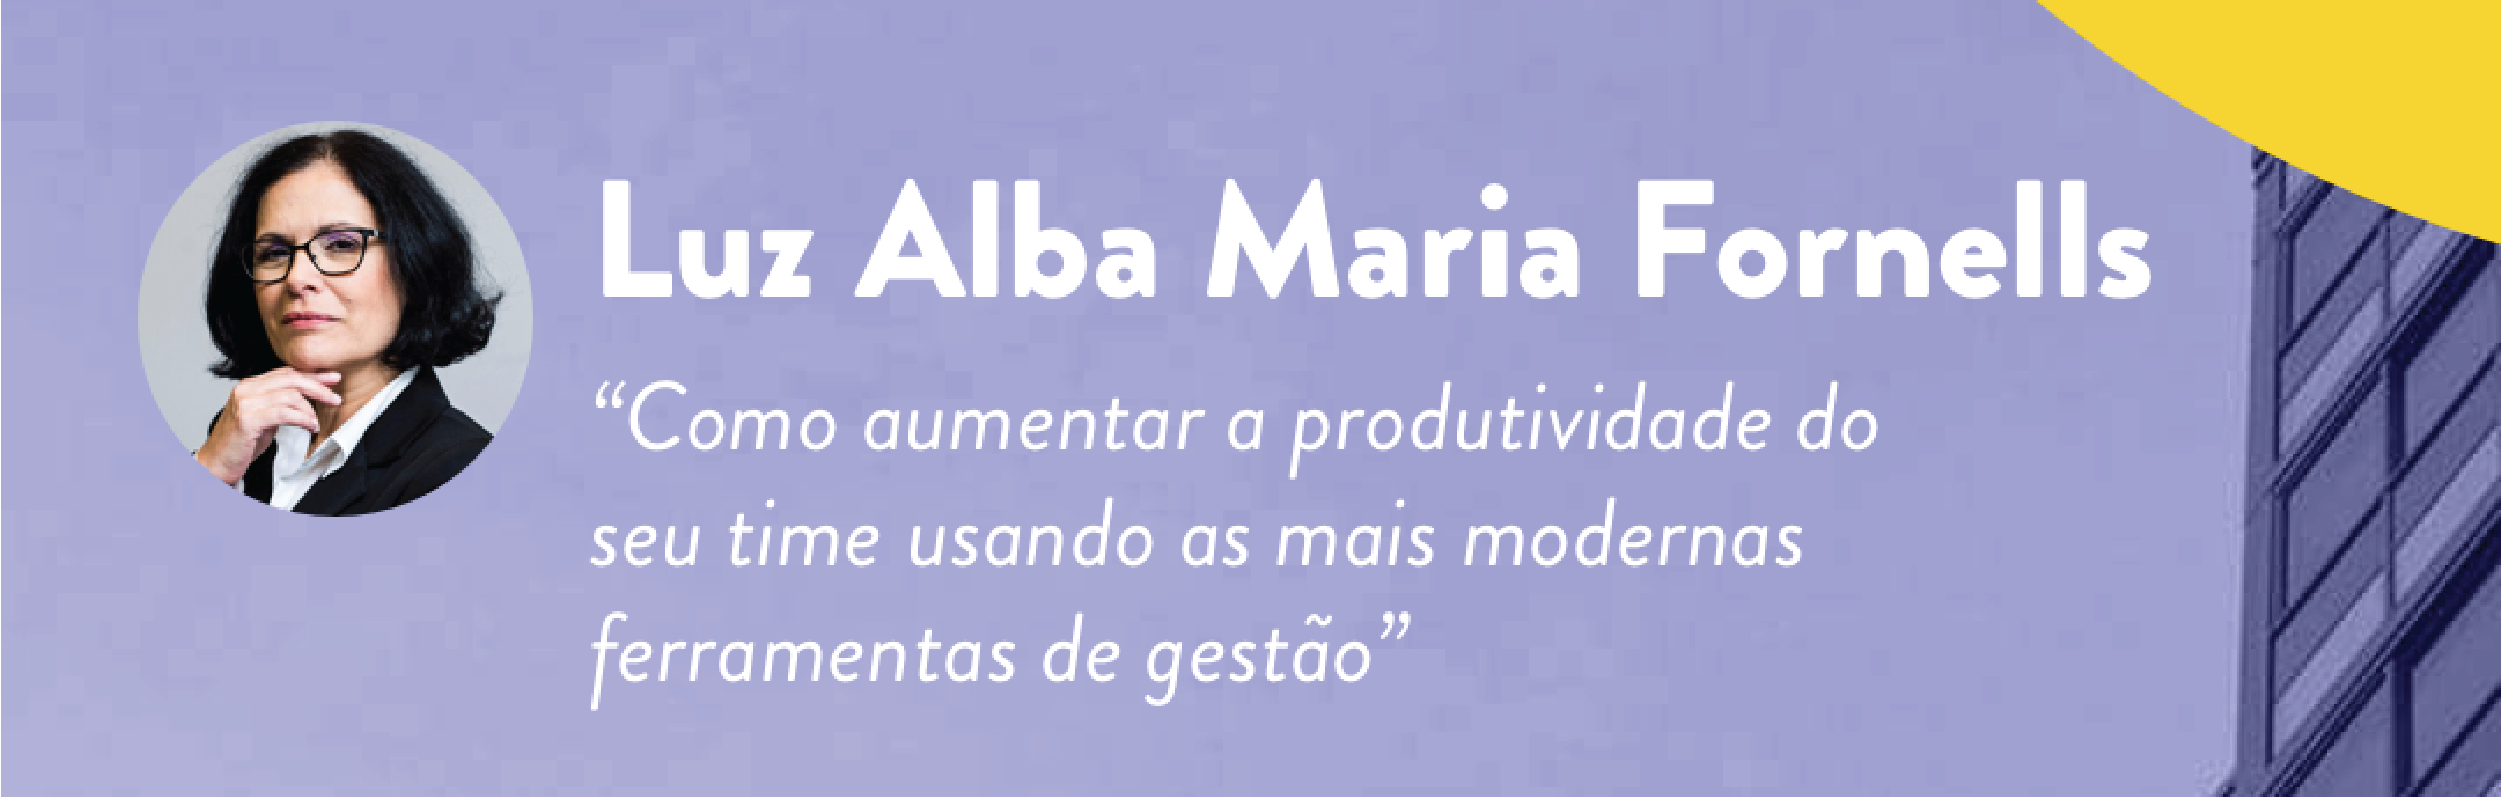 Luz Alba Maria Fornells
“Como aumentar a produtividade do
seu time usando as mais modernas
ferramentas de gestão”